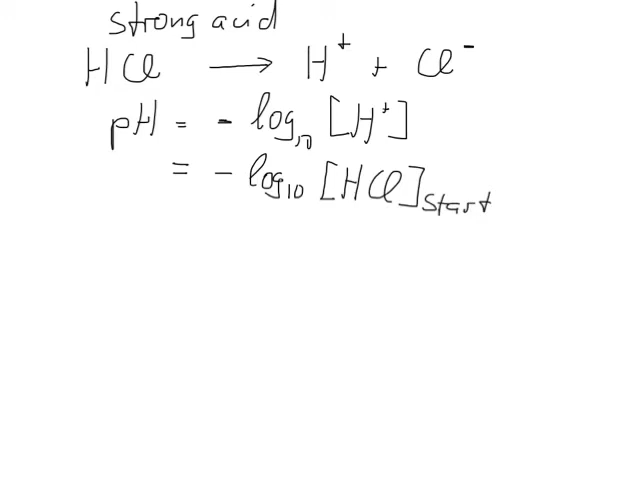 strong acid
HCl → H⁺ + Cl⁻
pH = - log₁₀ [H⁺]
= - log₁₀ [HCl]start